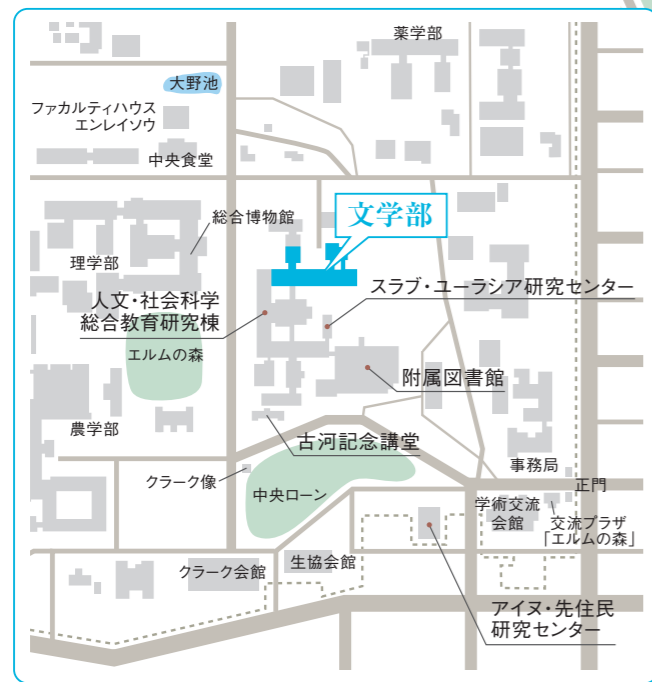 薬学部
大野池
ファカルティハウス
エンレイソウ
中央食堂
総合博物館
文学部
理学部
スラブ・ユーラシア研究センター
人文・社会科学
総合教育研究棟
エルムの森
附属図書館
農学部
古河記念講堂
事務局
クラーク像
中央ローン
正門
学術交流
会館
交流プラザ
「エルムの森」
クラーク会館
生協会館
アイヌ・先住民
研究センター